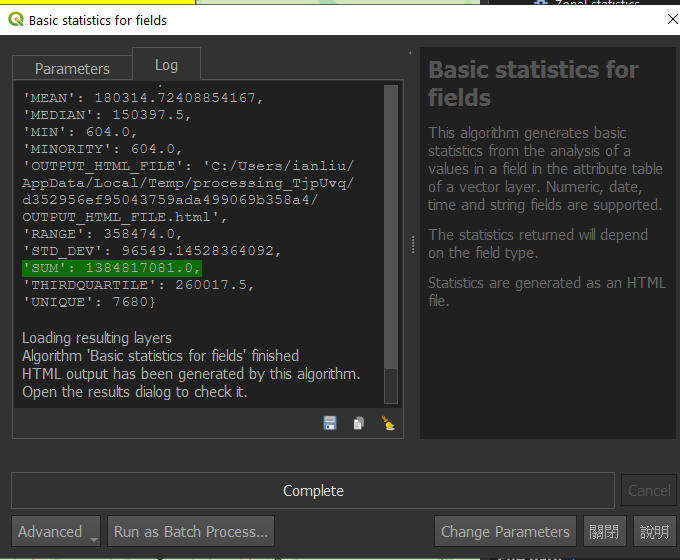 Zonal statistics
Basic statistics for fields
Parameters
Log
'MEAN': 180314.72408854167,
'MEDIAN': 150397.5,
'MIN': 604.0,
'MINORITY': 604.0,
'OUTPUT_HTML_FILE': 'C:/Users/ianliu/
AppData/Local/Temp/processing_TjpUvq/
d352956ef95043759ada499069b358a4/
OUTPUT_HTML_FILE.html',
'RANGE': 358474.0,
'STD_DEV': 96549.14528364092,
'SUM': 1384817081.0,
'THIRDQUARTILE': 260017.5,
'UNIQUE': 7680}
Loading resulting layers
Algorithm 'Basic statistics for fields' finished
HTML output has been generated by this algorithm.
Open the results dialog to check it.
Basic statistics for
fields
This algorithm generates basic
statistics from the analysis of a
values in a field in the attribute table
of a vector layer. Numeric, date,
time and string fields are supported.
The statistics returned will depend
on the field type.
Statistics are generated as an HTML
file.
Complete
Cancel
Advanced
Run as Batch Process...
Change Parameters
關閉
說明